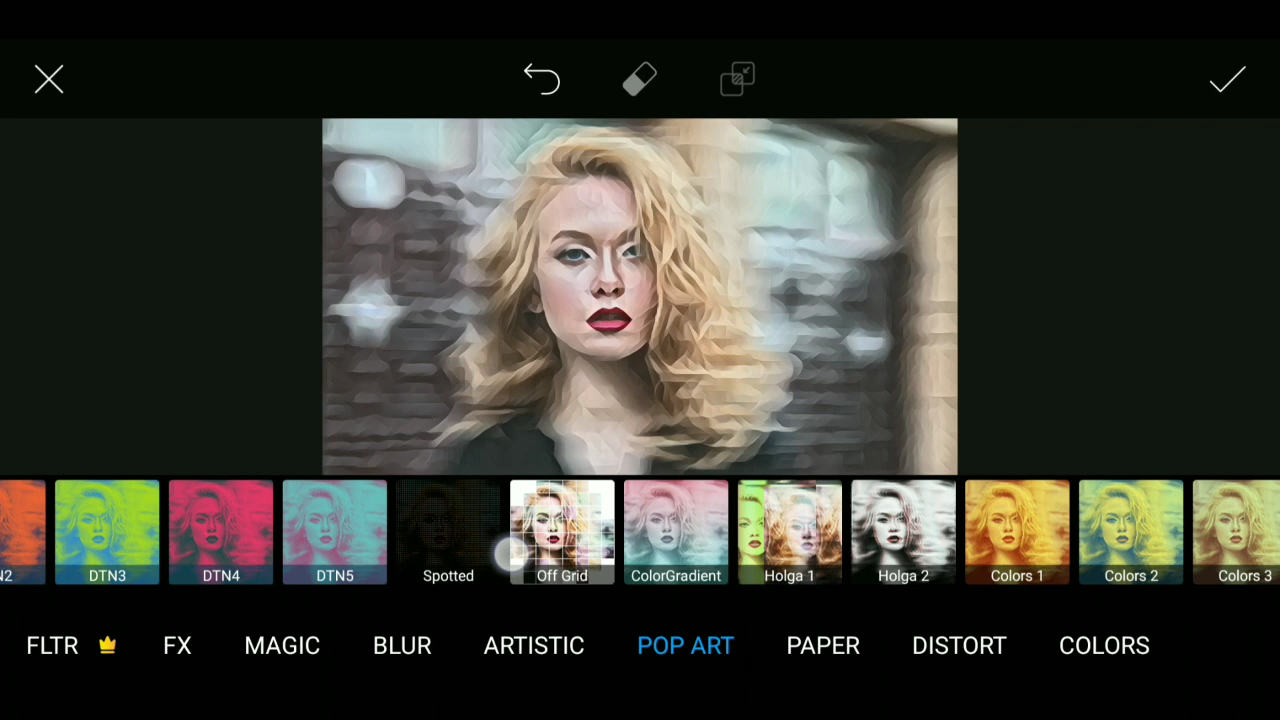 N2 DTN3 DTN4 DTN5 Spotted Off Grid ColorGradient Holga 1 Holga 2 Colors 1 Colors 2 Colors 3
FLTR FX MAGIC BLUR ARTISTIC POP ART PAPER DISTORT COLORS